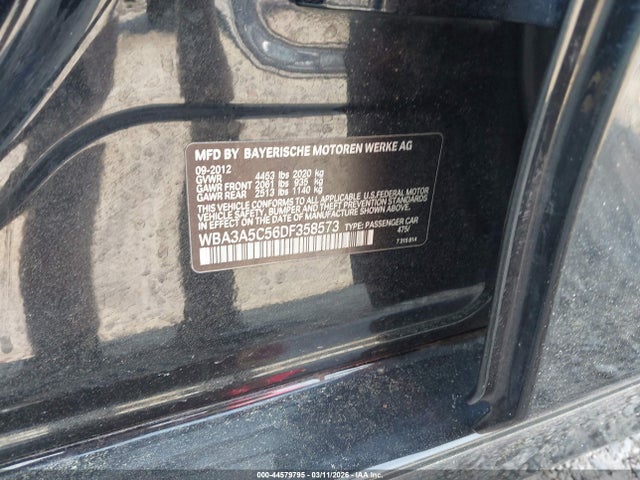 MFD BY BAYERISCHE MOTOREN WERKE AG
09-2012
GVWR 4453 lbs 2020 kg
GAWR FRONT 2061 lbs 935 kg
GAWR REAR 2513 lbs 1140 kg
THIS VEHICLE CONFORMS TO ALL APPLICABLE U.S. FEDERAL MOTOR
VEHICLE SAFETY, BUMPER, AND THEFT PREVENTION STANDARDS
IN EFFECT ON THE DATE OF MANUFACTURE SHOWN ABOVE.
WBA3A5C56DF358573 TYPE: PASSENGER CAR
475/
000-44579795 - 03/11/2026 - IAAI.COM